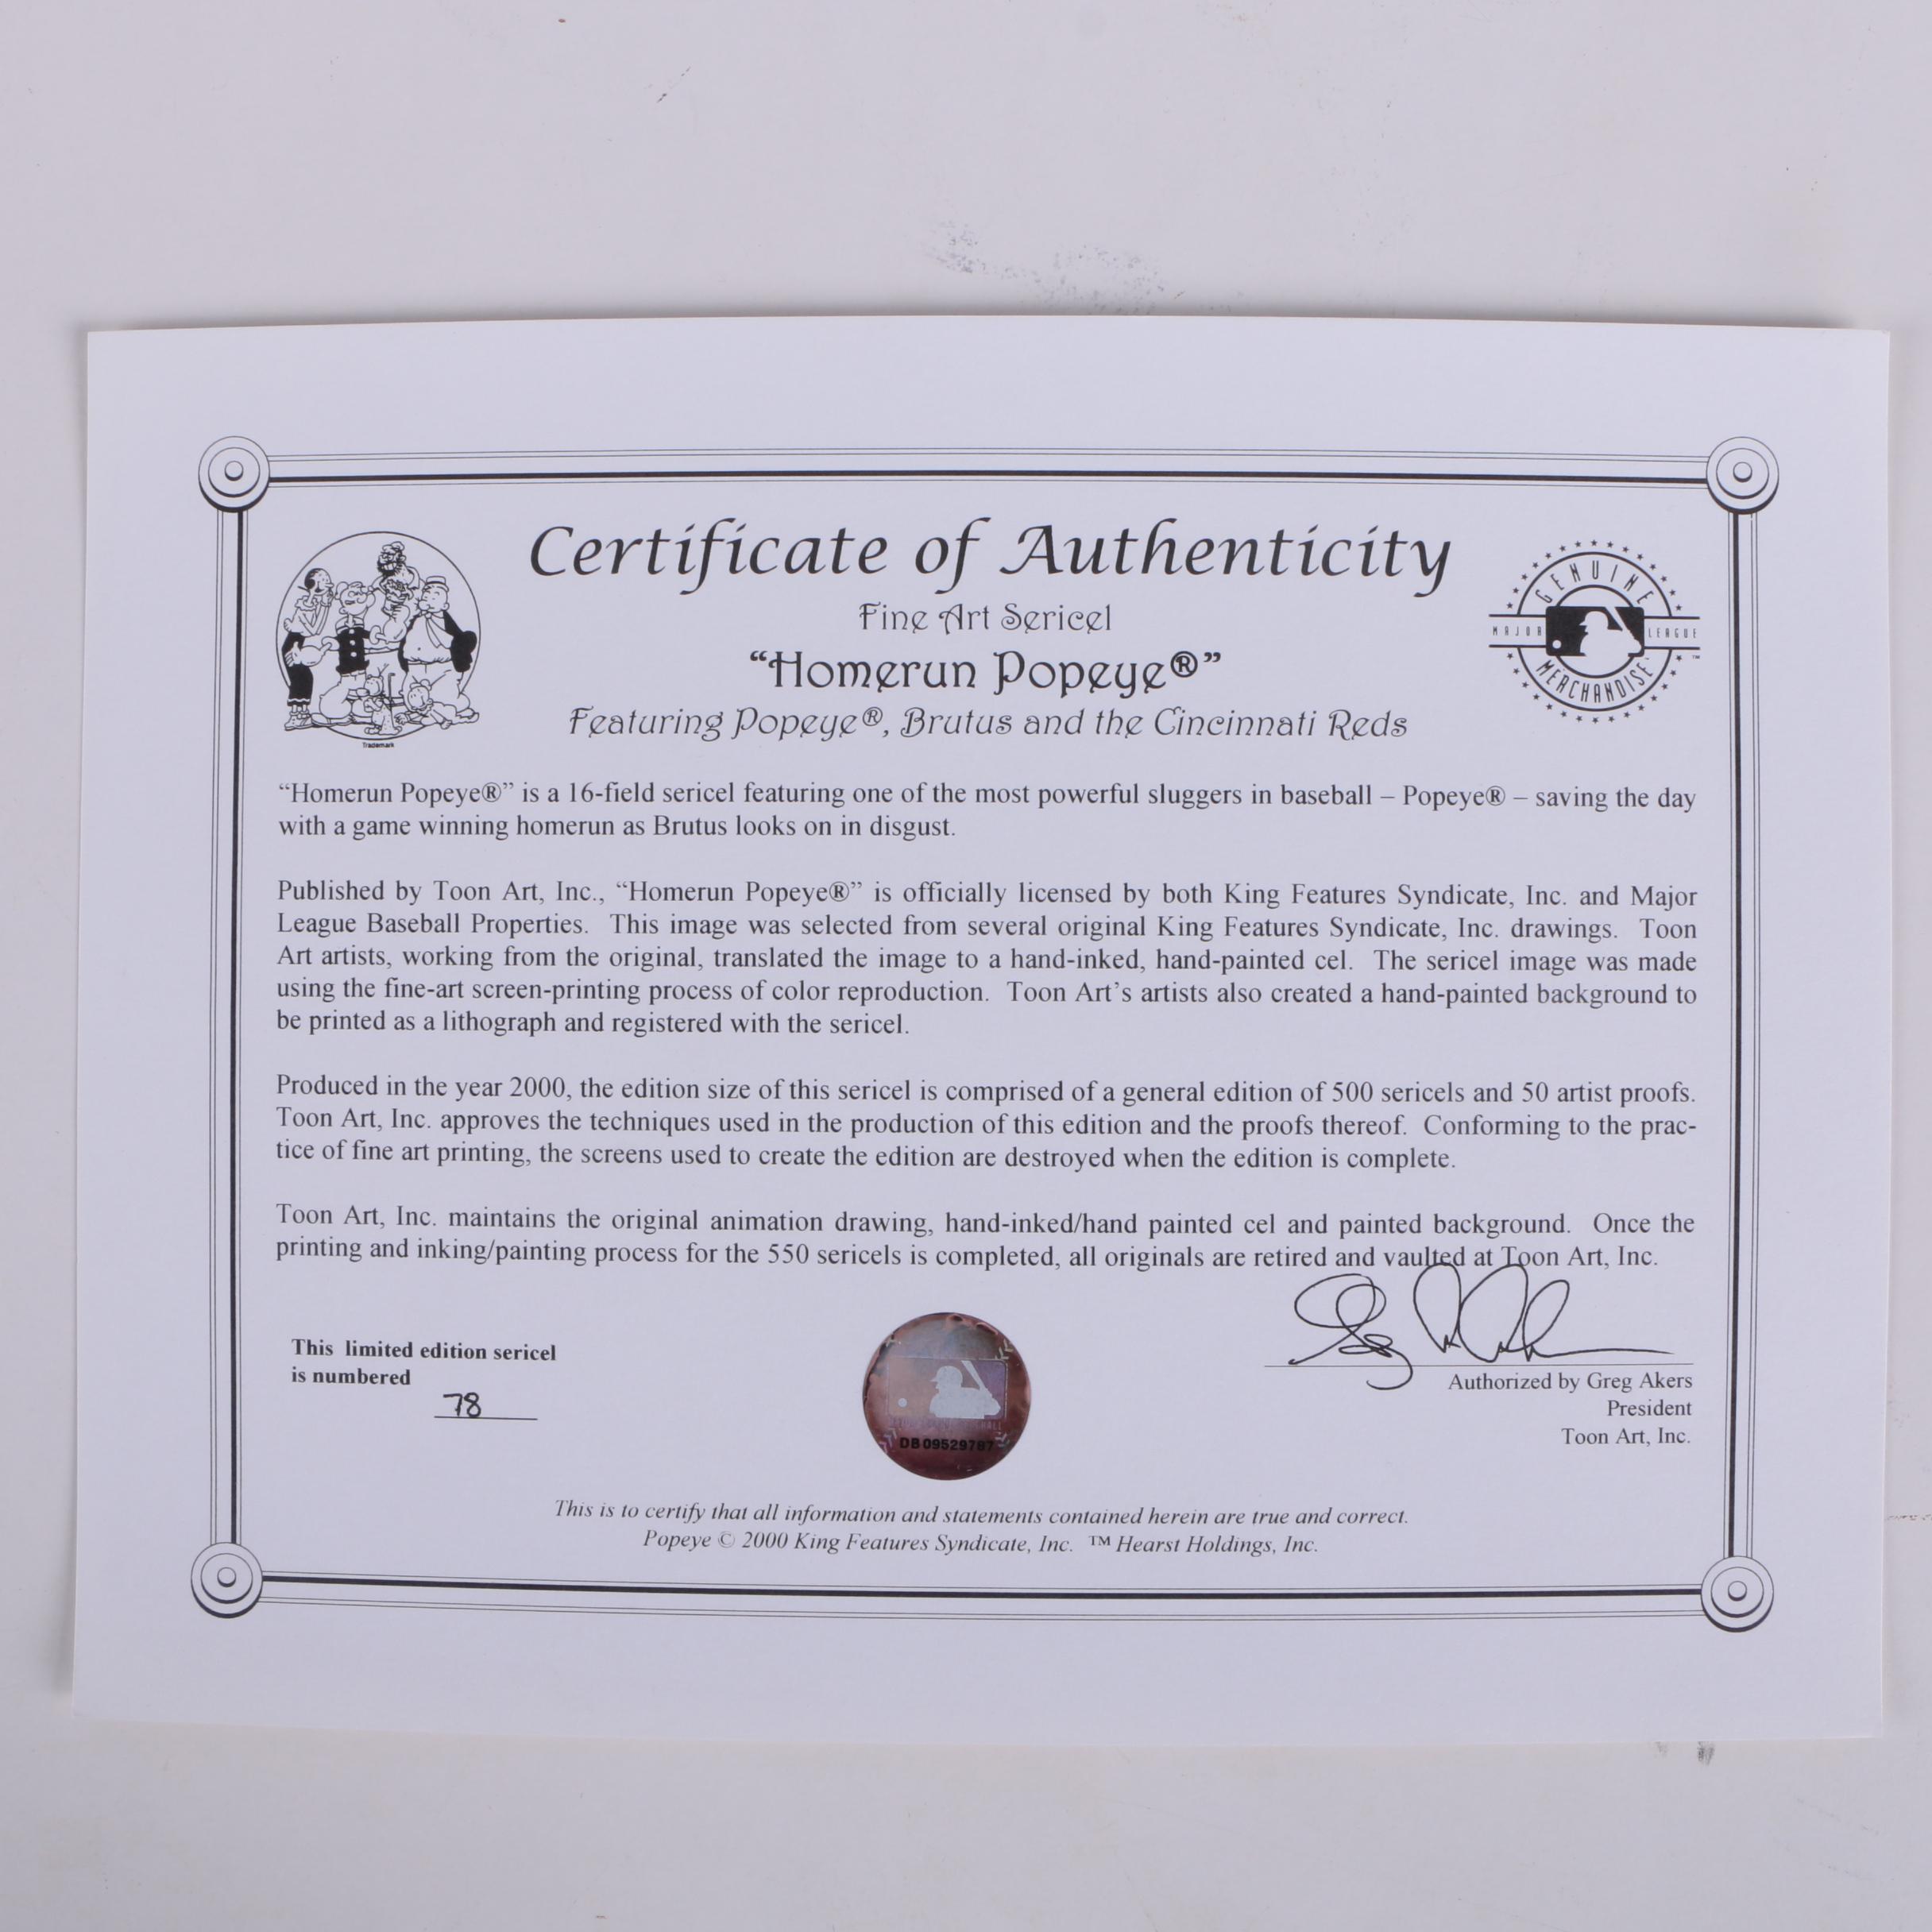 Certificate of Authenticity
Fine Art Sericel
“Homerun Popeye®”
Featuring Popeye®, Brutus and the Cincinnati Reds
Trademark
GENUINE
MAJOR LEAGUE™
MERCHANDISE
“Homerun Popeye®” is a 16-field sericel featuring one of the most powerful sluggers in baseball – Popeye® – saving the day
with a game winning homerun as Brutus looks on in disgust.
Published by Toon Art, Inc., “Homerun Popeye®” is officially licensed by both King Features Syndicate, Inc. and Major
League Baseball Properties. This image was selected from several original King Features Syndicate, Inc. drawings. Toon
Art artists, working from the original, translated the image to a hand-inked, hand-painted cel. The sericel image was made
using the fine-art screen-printing process of color reproduction. Toon Art’s artists also created a hand-painted background to
be printed as a lithograph and registered with the sericel.
Produced in the year 2000, the edition size of this sericel is comprised of a general edition of 500 sericels and 50 artist proofs.
Toon Art, Inc. approves the techniques used in the production of this edition and the proofs thereof. Conforming to the prac-
tice of fine art printing, the screens used to create the edition are destroyed when the edition is complete.
Toon Art, Inc. maintains the original animation drawing, hand-inked/hand painted cel and painted background. Once the
printing and inking/painting process for the 550 sericels is completed, all originals are retired and vaulted at Toon Art, Inc.
This limited edition sericel
is numbered
78
DB09529787
Authorized by Greg Akers
President
Toon Art, Inc.
This is to certify that all information and statements contained herein are true and correct.
Popeye © 2000 King Features Syndicate, Inc. ™ Hearst Holdings, Inc.